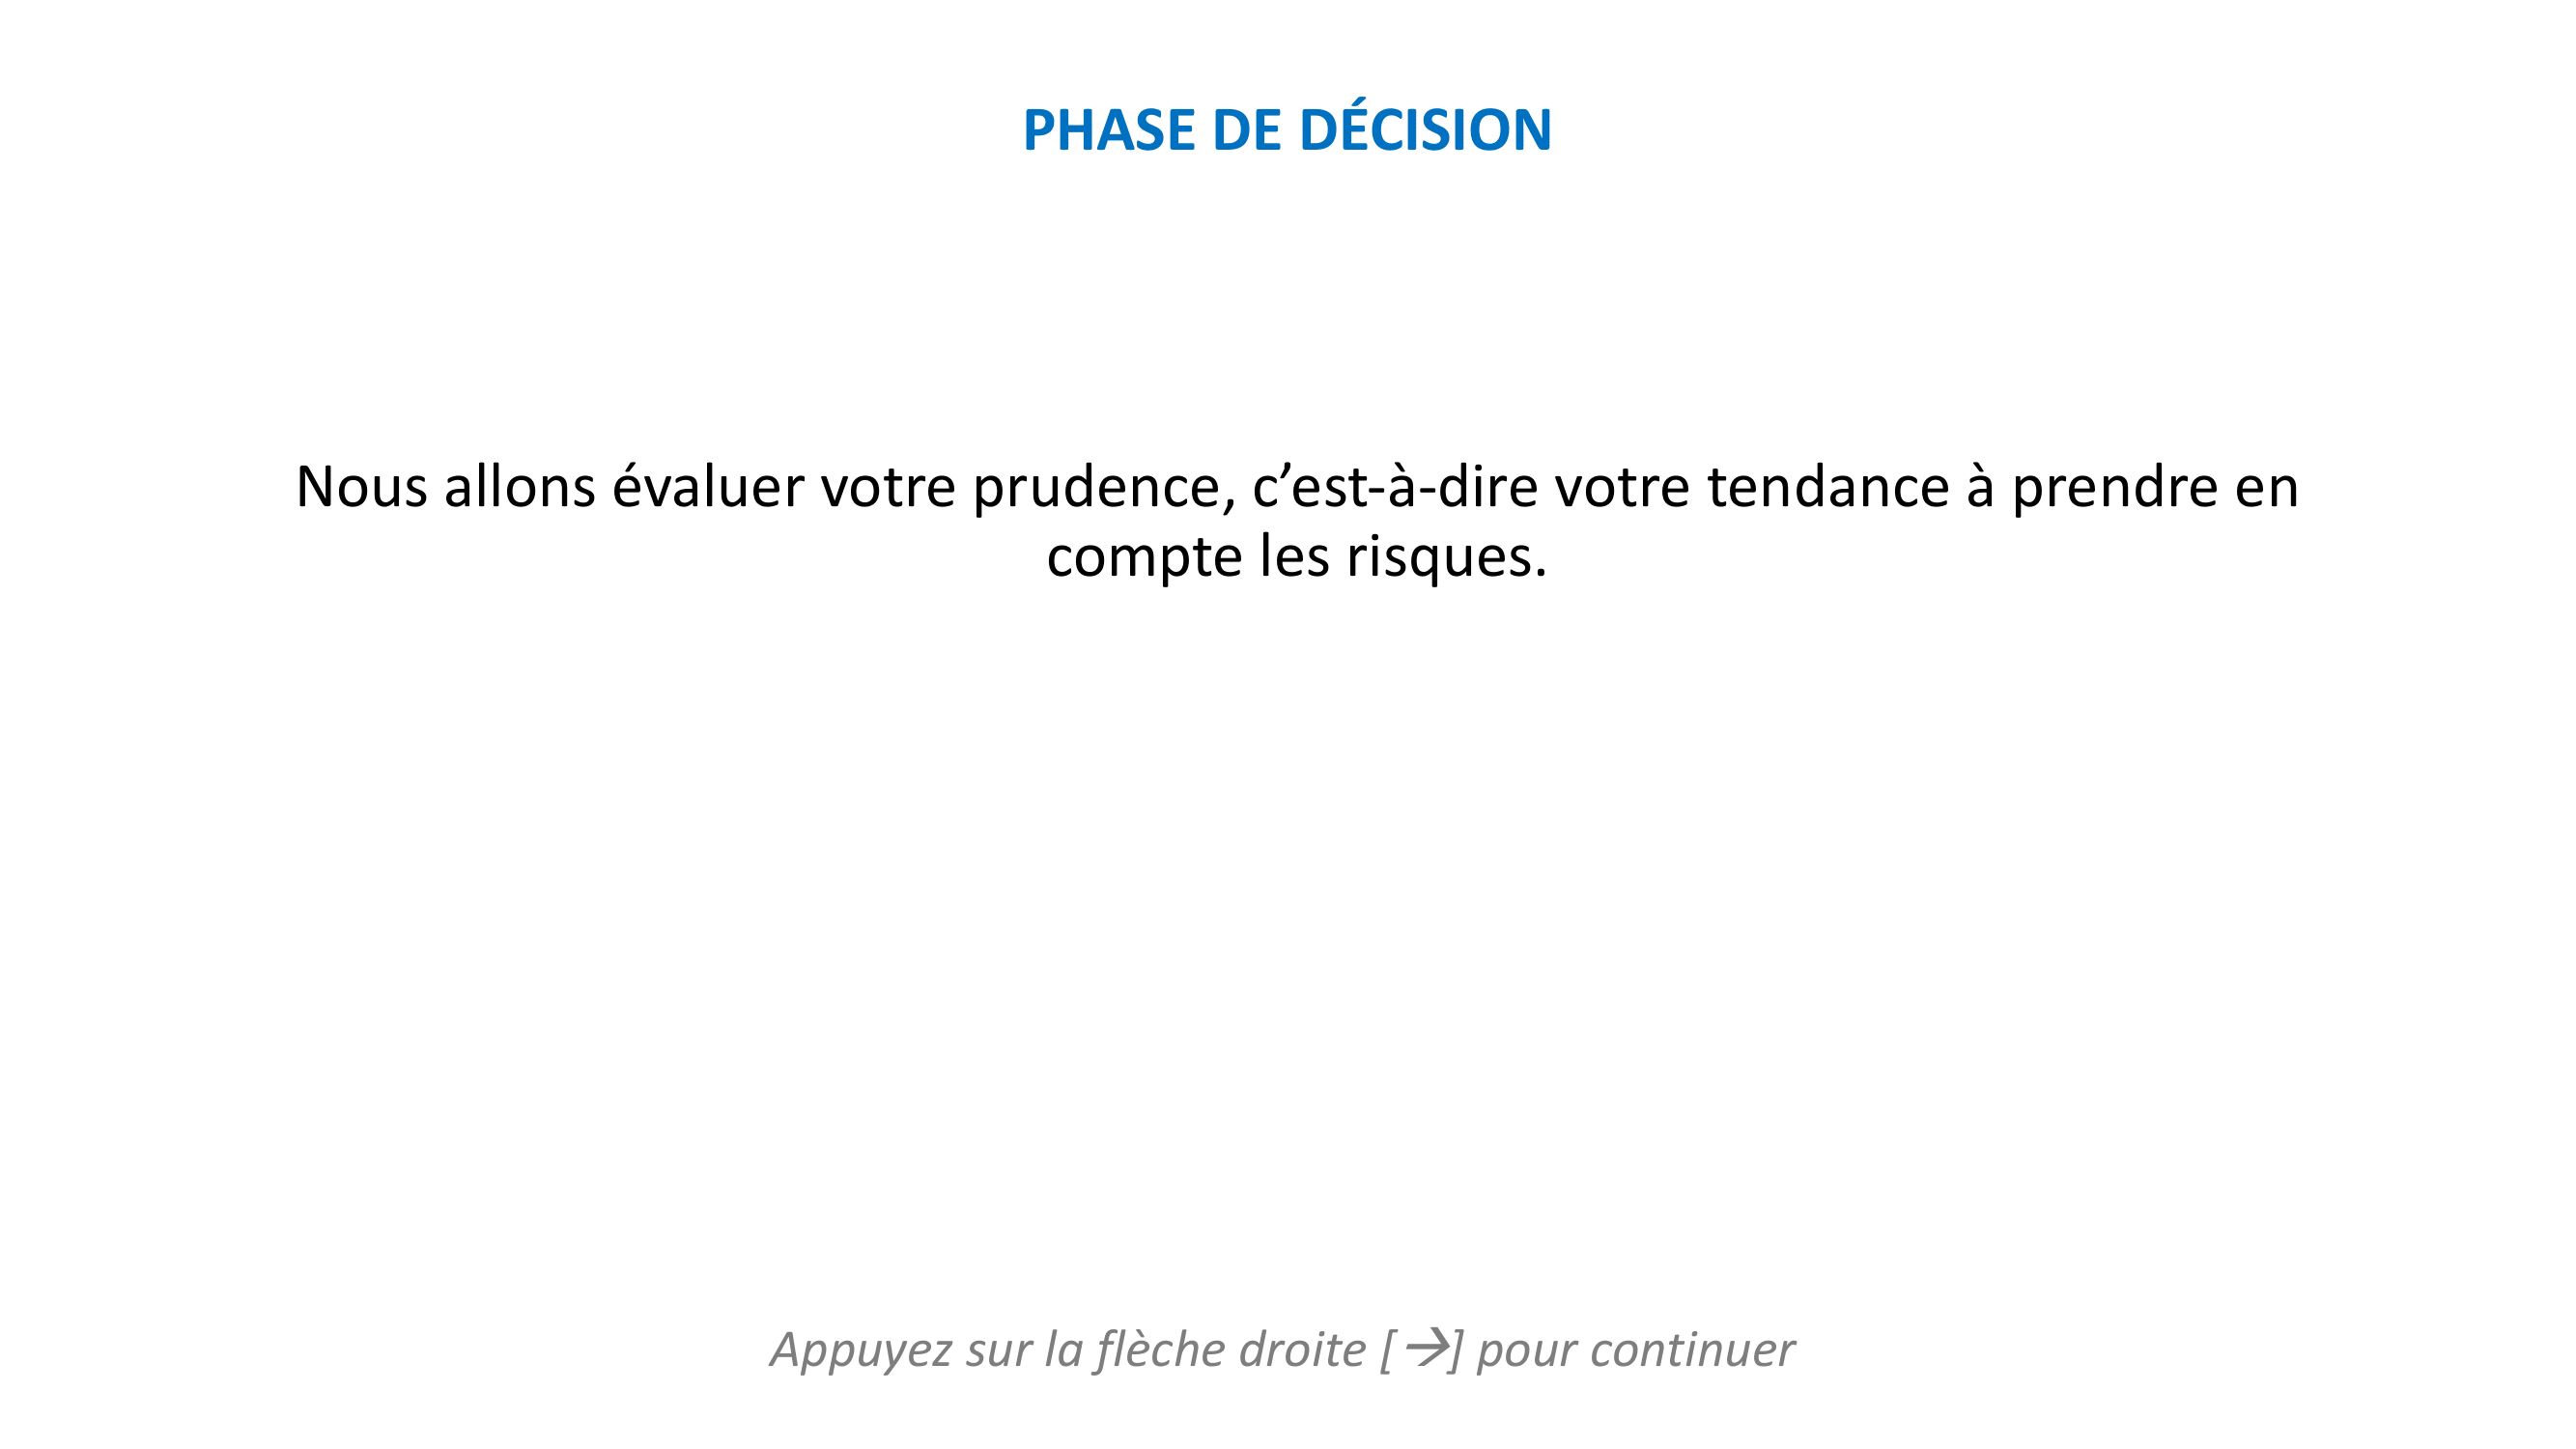 PHASE DE DÉCISION
Nous allons évaluer votre prudence, c’est-à-dire votre tendance à prendre en
compte les risques.
Appuyez sur la flèche droite [→] pour continuer